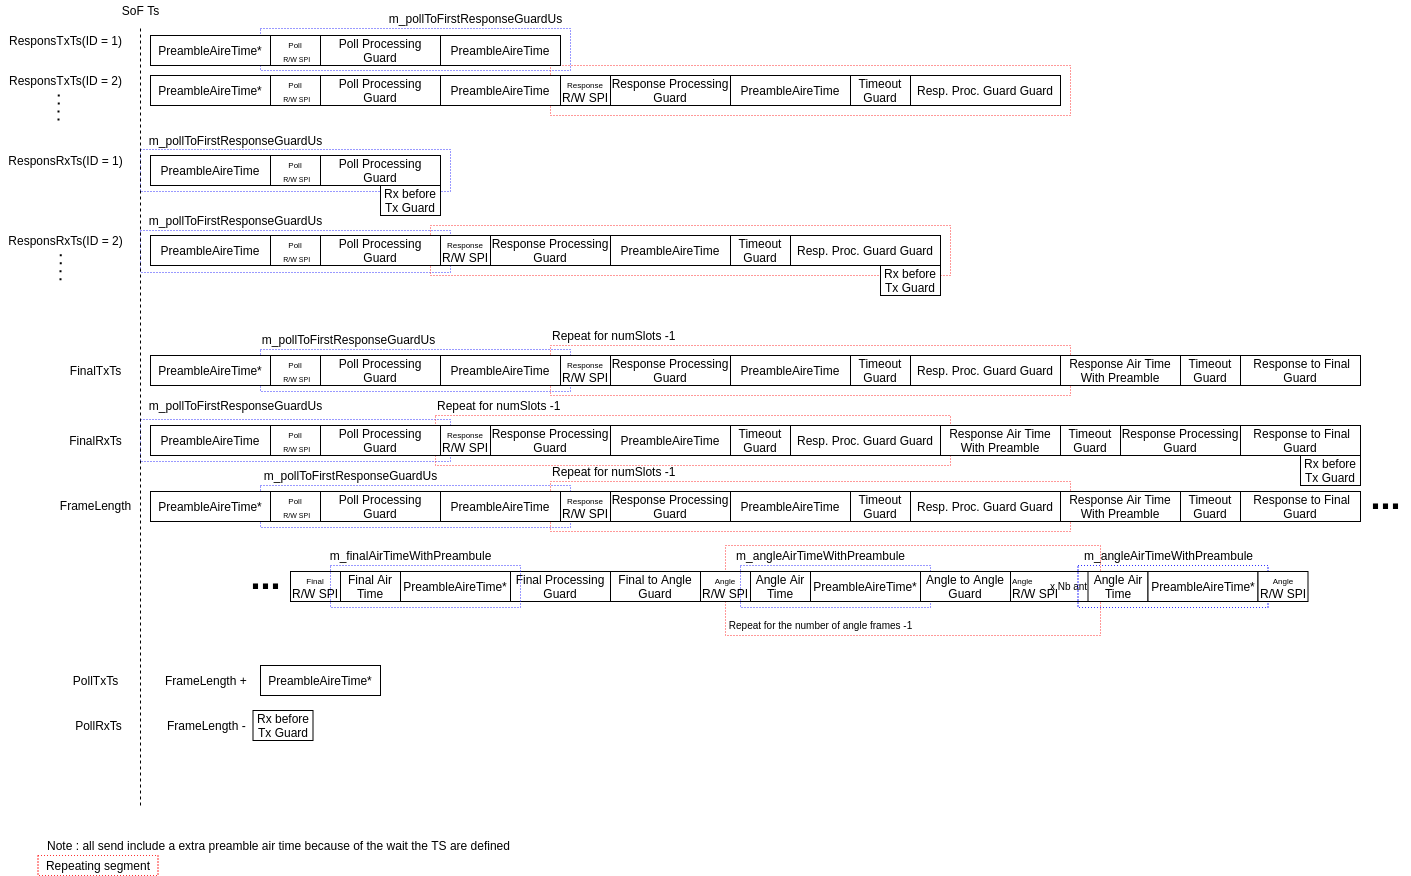 SoF Ts
m_pollToFirstResponseGuardUs
ResponsTxTs(ID = 1)
PreambleAireTime*
Poll
R/W SPI
Poll Processing
Guard
PreambleAireTime
ResponsTxTs(ID = 2)
PreambleAireTime*
Poll
R/W SPI
Poll Processing
Guard
PreambleAireTime
Response
R/W SPI
Response Processing
Guard
PreambleAireTime
Timeout
Guard
Resp. Proc. Guard Guard
m_pollToFirstResponseGuardUs
ResponsRxTs(ID = 1)
PreambleAireTime
Poll
R/W SPI
Poll Processing
Guard
Rx before
Tx Guard
m_pollToFirstResponseGuardUs
ResponsRxTs(ID = 2)
PreambleAireTime
Poll
R/W SPI
Poll Processing
Guard
Response
R/W SPI
Response Processing
Guard
PreambleAireTime
Timeout
Guard
Resp. Proc. Guard Guard
Rx before
Tx Guard
m_pollToFirstResponseGuardUs
Repeat for numSlots -1
FinalTxTs
PreambleAireTime*
Poll
R/W SPI
Poll Processing
Guard
PreambleAireTime
Response
R/W SPI
Response Processing
Guard
PreambleAireTime
Timeout
Guard
Resp. Proc. Guard Guard
Response Air Time
With Preamble
Timeout
Guard
Response to Final
Guard
m_pollToFirstResponseGuardUs
Repeat for numSlots -1
FinalRxTs
PreambleAireTime
Poll
R/W SPI
Poll Processing
Guard
Response
R/W SPI
Response Processing
Guard
PreambleAireTime
Timeout
Guard
Resp. Proc. Guard Guard
Response Air Time
With Preamble
Timeout
Guard
Response Processing
Guard
Response to Final
Guard
Rx before
Tx Guard
m_pollToFirstResponseGuardUs
Repeat for numSlots -1
FrameLength
PreambleAireTime*
Poll
R/W SPI
Poll Processing
Guard
PreambleAireTime
Response
R/W SPI
Response Processing
Guard
PreambleAireTime
Timeout
Guard
Resp. Proc. Guard Guard
Response Air Time
With Preamble
Timeout
Guard
Response to Final
Guard
...
m_finalAirTimeWithPreambule
m_angleAirTimeWithPreambule
m_angleAirTimeWithPreambule
...
Final
R/W SPI
Final Air
Time
PreambleAireTime*
Final Processing
Guard
Final to Angle
Guard
Angle
R/W SPI
Angle Air
Time
PreambleAireTime*
Angle to Angle
Guard
Angle
R/W SPI
x Nb ant
Angle Air
Time
PreambleAireTime*
Angle
R/W SPI
Repeat for the number of angle frames -1
PollTxTs
FrameLength +
PreambleAireTime*
PollRxTs
FrameLength -
Rx before
Tx Guard
Note : all send include a extra preamble air time because of the wait the TS are defined
Repeating segment